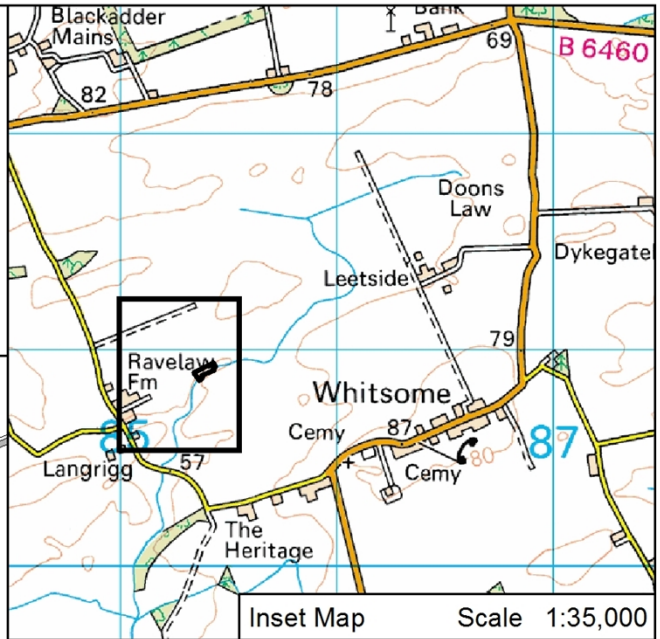 Blackadder
Mains
Bank
69
B 6460
82
78
Doons
Law
Dykegate
Leetside
79
Ravelaw
Fm
Whitsome
85
Cemy
87
87
57
Langrigg
Cemy
80
The
Heritage
Inset Map Scale 1:35,000